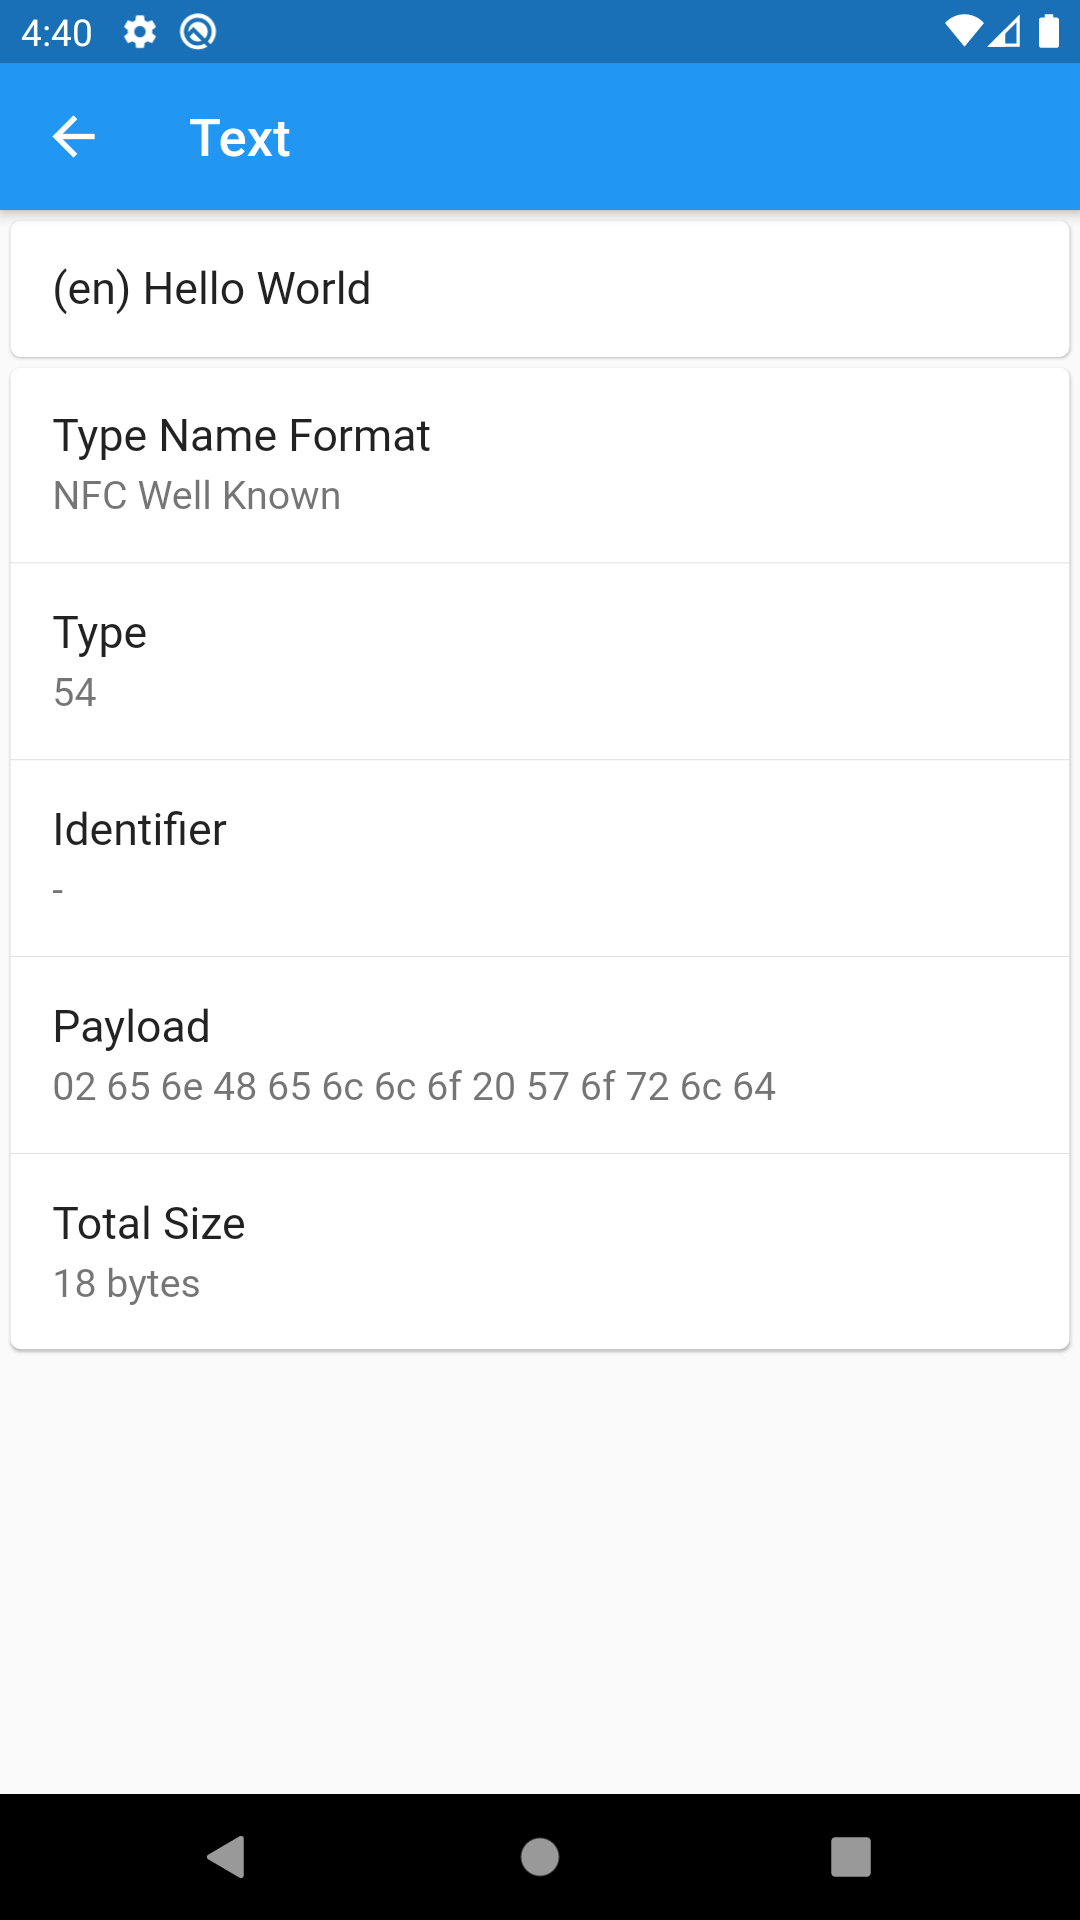 4:40
Text
(en) Hello World
Type Name Format
NFC Well Known
Type
54
Identifier
-
Payload
02 65 6e 48 65 6c 6c 6f 20 57 6f 72 6c 64
Total Size
18 bytes